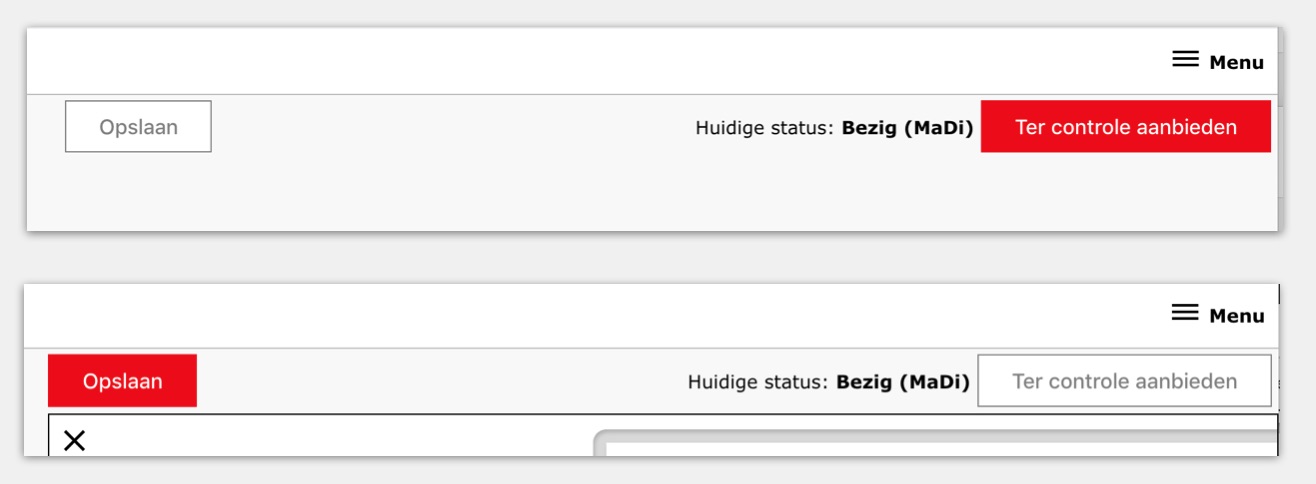 Menu
Opslaan
Huidige status: Bezig (MaDi)
Ter controle aanbieden
Menu
Opslaan
Huidige status: Bezig (MaDi)
Ter controle aanbieden